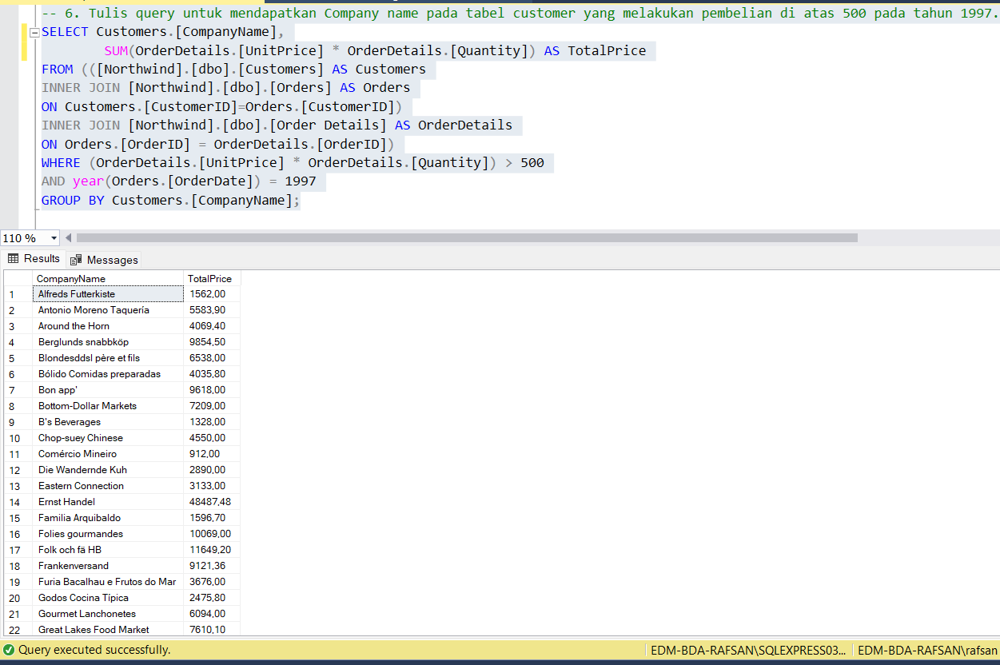 -- 6. Tulis query untuk mendapatkan Company name pada tabel customer yang melakukan pembelian di atas 500 pada tahun 1997.
SELECT Customers.[CompanyName],
SUM(OrderDetails.[UnitPrice] * OrderDetails.[Quantity]) AS TotalPrice
FROM (([Northwind].[dbo].[Customers] AS Customers
INNER JOIN [Northwind].[dbo].[Orders] AS Orders
ON Customers.[CustomerID]=Orders.[CustomerID])
INNER JOIN [Northwind].[dbo].[Order Details] AS OrderDetails
ON Orders.[OrderID] = OrderDetails.[OrderID])
WHERE (OrderDetails.[UnitPrice] * OrderDetails.[Quantity]) > 500
AND year(Orders.[OrderDate]) = 1997
GROUP BY Customers.[CompanyName];
110 %
Results Messages
CompanyName TotalPrice
1 Alfreds Futterkiste 1562,00
2 Antonio Moreno Taquería 5583,90
3 Around the Horn 4069,40
4 Berglunds snabbköp 9854,50
5 Blondesddsl père et fils 6538,00
6 Bólido Comidas preparadas 4035,80
7 Bon app' 9618,00
8 Bottom-Dollar Markets 7209,00
9 B's Beverages 1328,00
10 Chop-suey Chinese 4550,00
11 Comércio Mineiro 912,00
12 Die Wandernde Kuh 2890,00
13 Eastern Connection 3133,00
14 Ernst Handel 48487,48
15 Familia Arquibaldo 1596,70
16 Folies gourmandes 10069,00
17 Folk och fä HB 11649,20
18 Frankenversand 9121,36
19 Furia Bacalhau e Frutos do Mar 3676,00
20 Godos Cocina Típica 2475,80
21 Gourmet Lanchonetes 6094,00
22 Great Lakes Food Market 7610,10
Query executed successfully. EDM-BDA-RAFSAN\SQLEXPRESS03... EDM-BDA-RAFSAN\rafsan